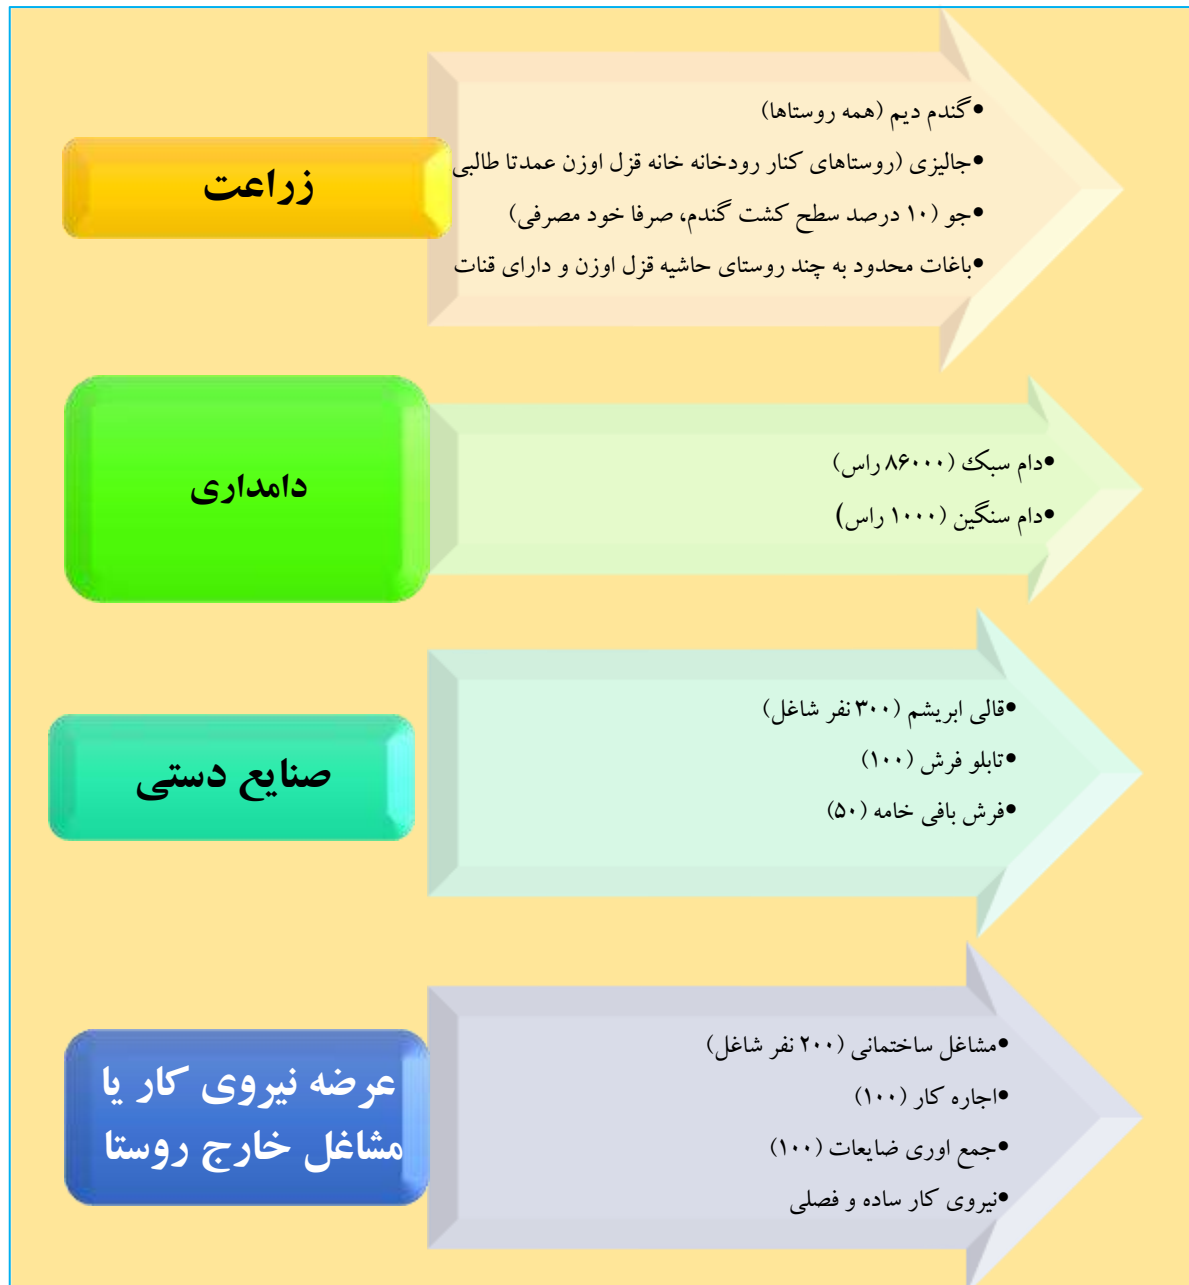 زراعت
•گندم دیم (همه روستاها)
•جالیزی (روستاهای کنار رودخانه خانه قزل اوزن عمدتا طالبی
•جو (۱۰ درصد سطح کشت گندم، صرفا خود مصرفی)
•باغات محدود به چند روستای حاشیه قزل اوزن و دارای قنات
دامداری
•دام سبک (۸۶۰۰۰ راس)
•دام سنگین (۱۰۰۰ راس)
صنایع دستی
•قالی ابریشم (۳۰۰ نفر شاغل)
•تابلو فرش (۱۰۰)
•فرش بافی خامه (۵۰)
عرضه نیروی کار یا
مشاغل خارج روستا
•مشاغل ساختمانی (۲۰۰ نفر شاغل)
•اجاره کار (۱۰۰)
•جمع اوری ضایعات (۱۰۰)
•نیروی کار ساده و فصلی